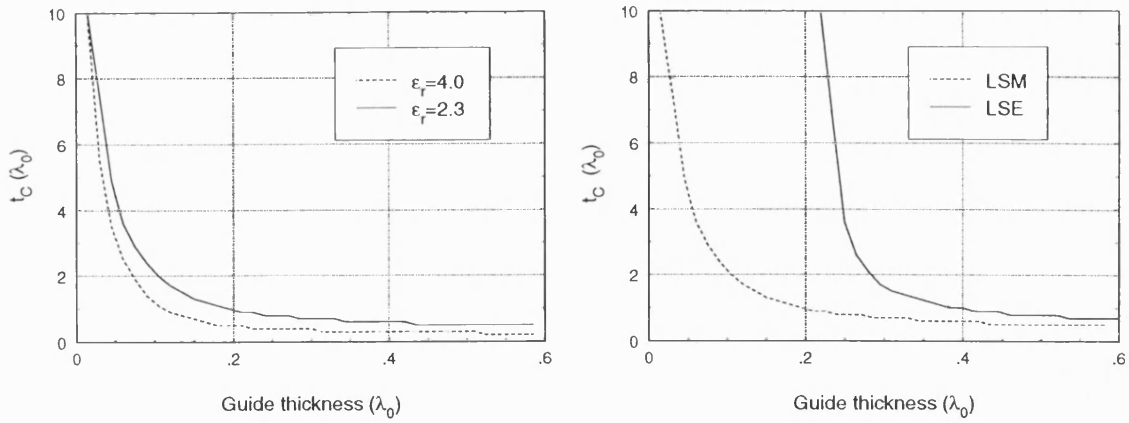 10
8
6
4
2
0
t_C (λ_0)
ε_r=4.0
ε_r=2.3
0
.2
.4
.6
Guide thickness (λ_0)
10
8
6
4
2
0
t_C (λ_0)
LSM
LSE
0
.2
.4
.6
Guide thickness (λ_0)